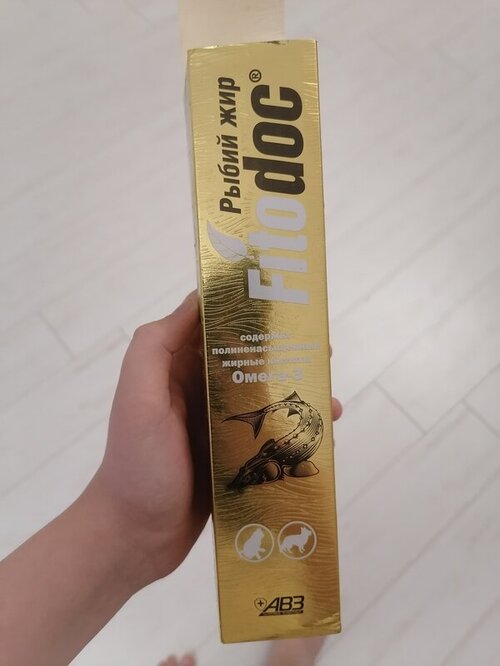 Рыбий жир
Fitodoc®
содержит
полиненасыщенные
жирные кислоты
Омега-3
АВЗ